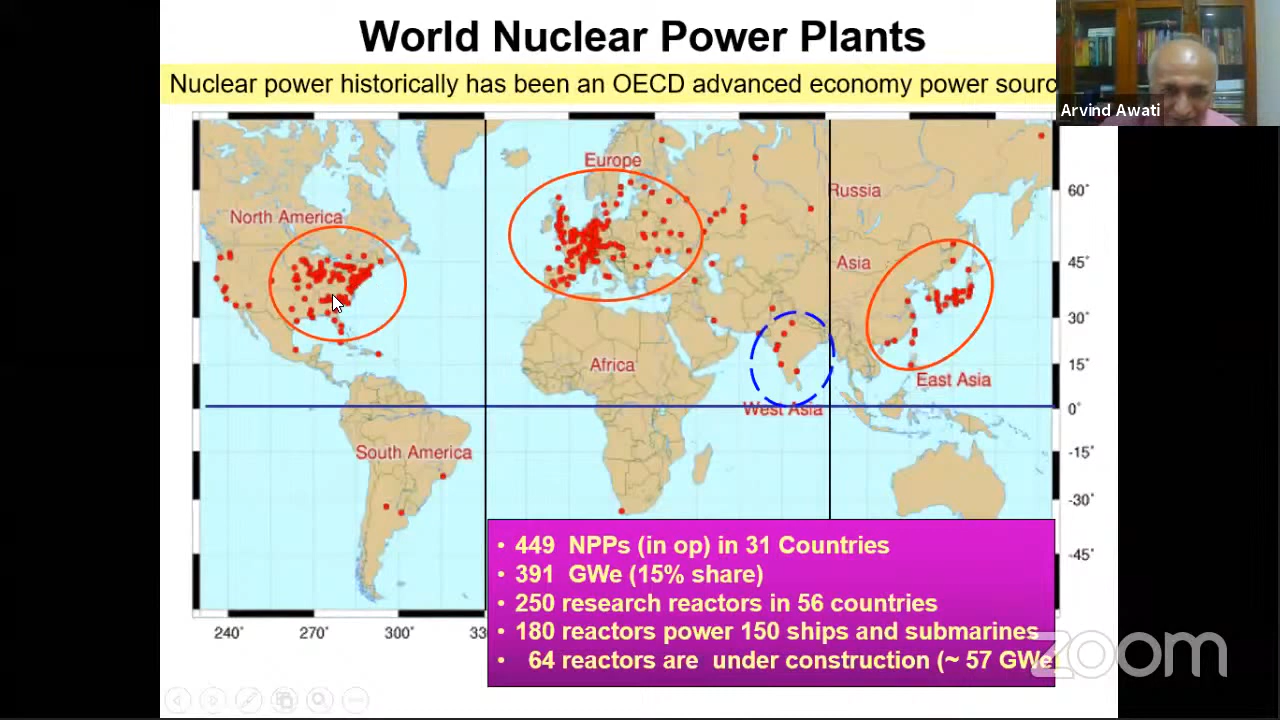 World Nuclear Power Plants
Nuclear power historically has been an OECD advanced economy power sourc
Arvind Awati
Europe
60˚
Russia
North America
45˚
Asia
30˚
Africa
15˚
East Asia
0˚
West Asia
South America
-15˚
-30˚
-45˚
• 449 NPPs (in op) in 31 Countries
• 391 GWe (15% share)
• 250 research reactors in 56 countries
• 180 reactors power 150 ships and submarines
• 64 reactors are under construction (~ 57 GWe
240˚ 270˚ 300˚ 33
zoom